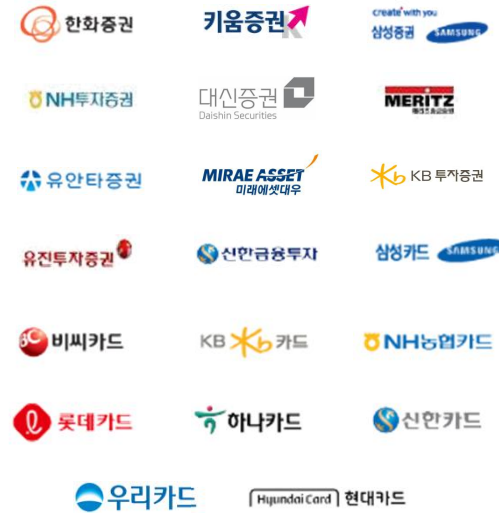 한화증권
키움증권
create with you
삼성증권 SAMSUNG
NH투자증권
대신증권
Daishin Securities
MERITZ
유안타증권
MIRAE ASSET
미래에셋대우
Kb KB 투자증권
유진투자증권
신한금융투자
삼성카드 SAMSUNG
BC 비씨카드
KB Kb 카드
NH농협카드
롯데카드
하나카드
신한카드
우리카드
HyundaiCard 현대카드